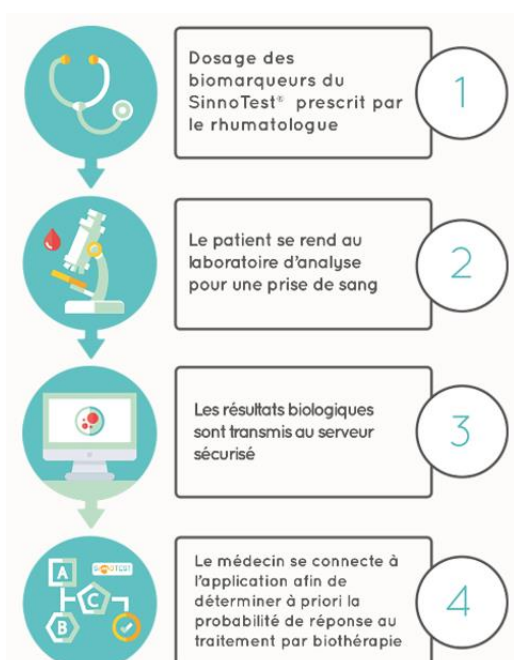 Dosage des
biomarqueurs du
SinnoTest® prescrit par
le rhumatologue
1
Le patient se rend au
laboratoire d'analyse
pour une prise de sang
2
Les résultats biologiques
sont transmis au serveur
sécurisé
3
A
SINNOTEST
C
B
Le médecin se connecte à
l'application afin de
déterminer à priori la
probabilité de réponse au
traitement par biothérapie
4